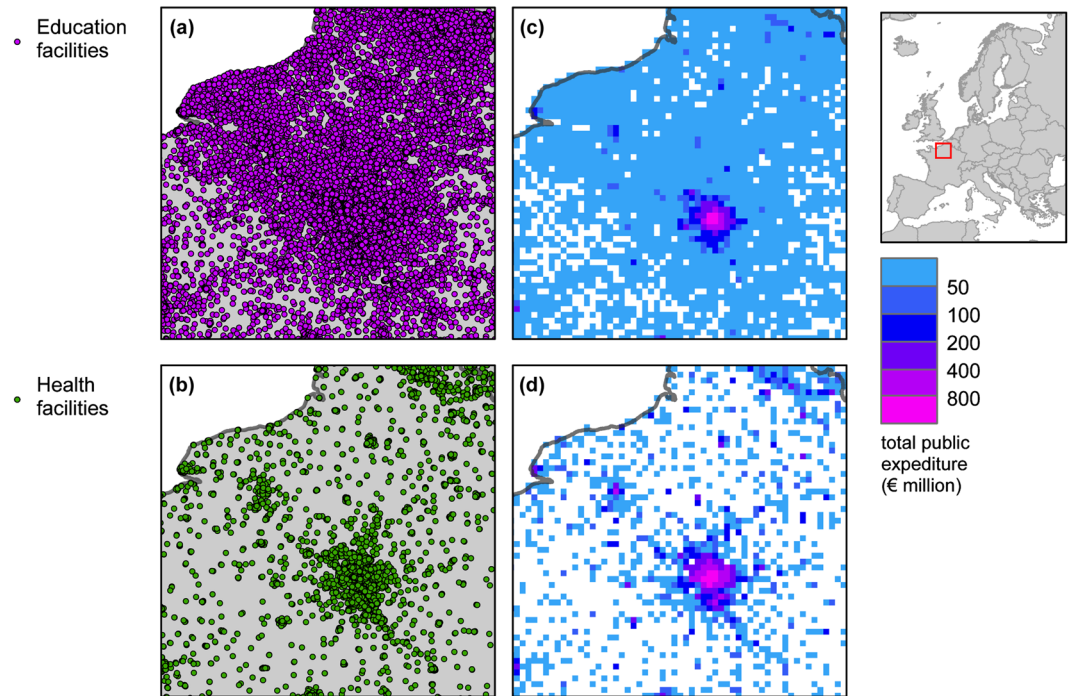 Education
facilities
(a)
(c)
50
100
200
400
800
total public
expediture
(€ million)
Health
facilities
(b)
(d)